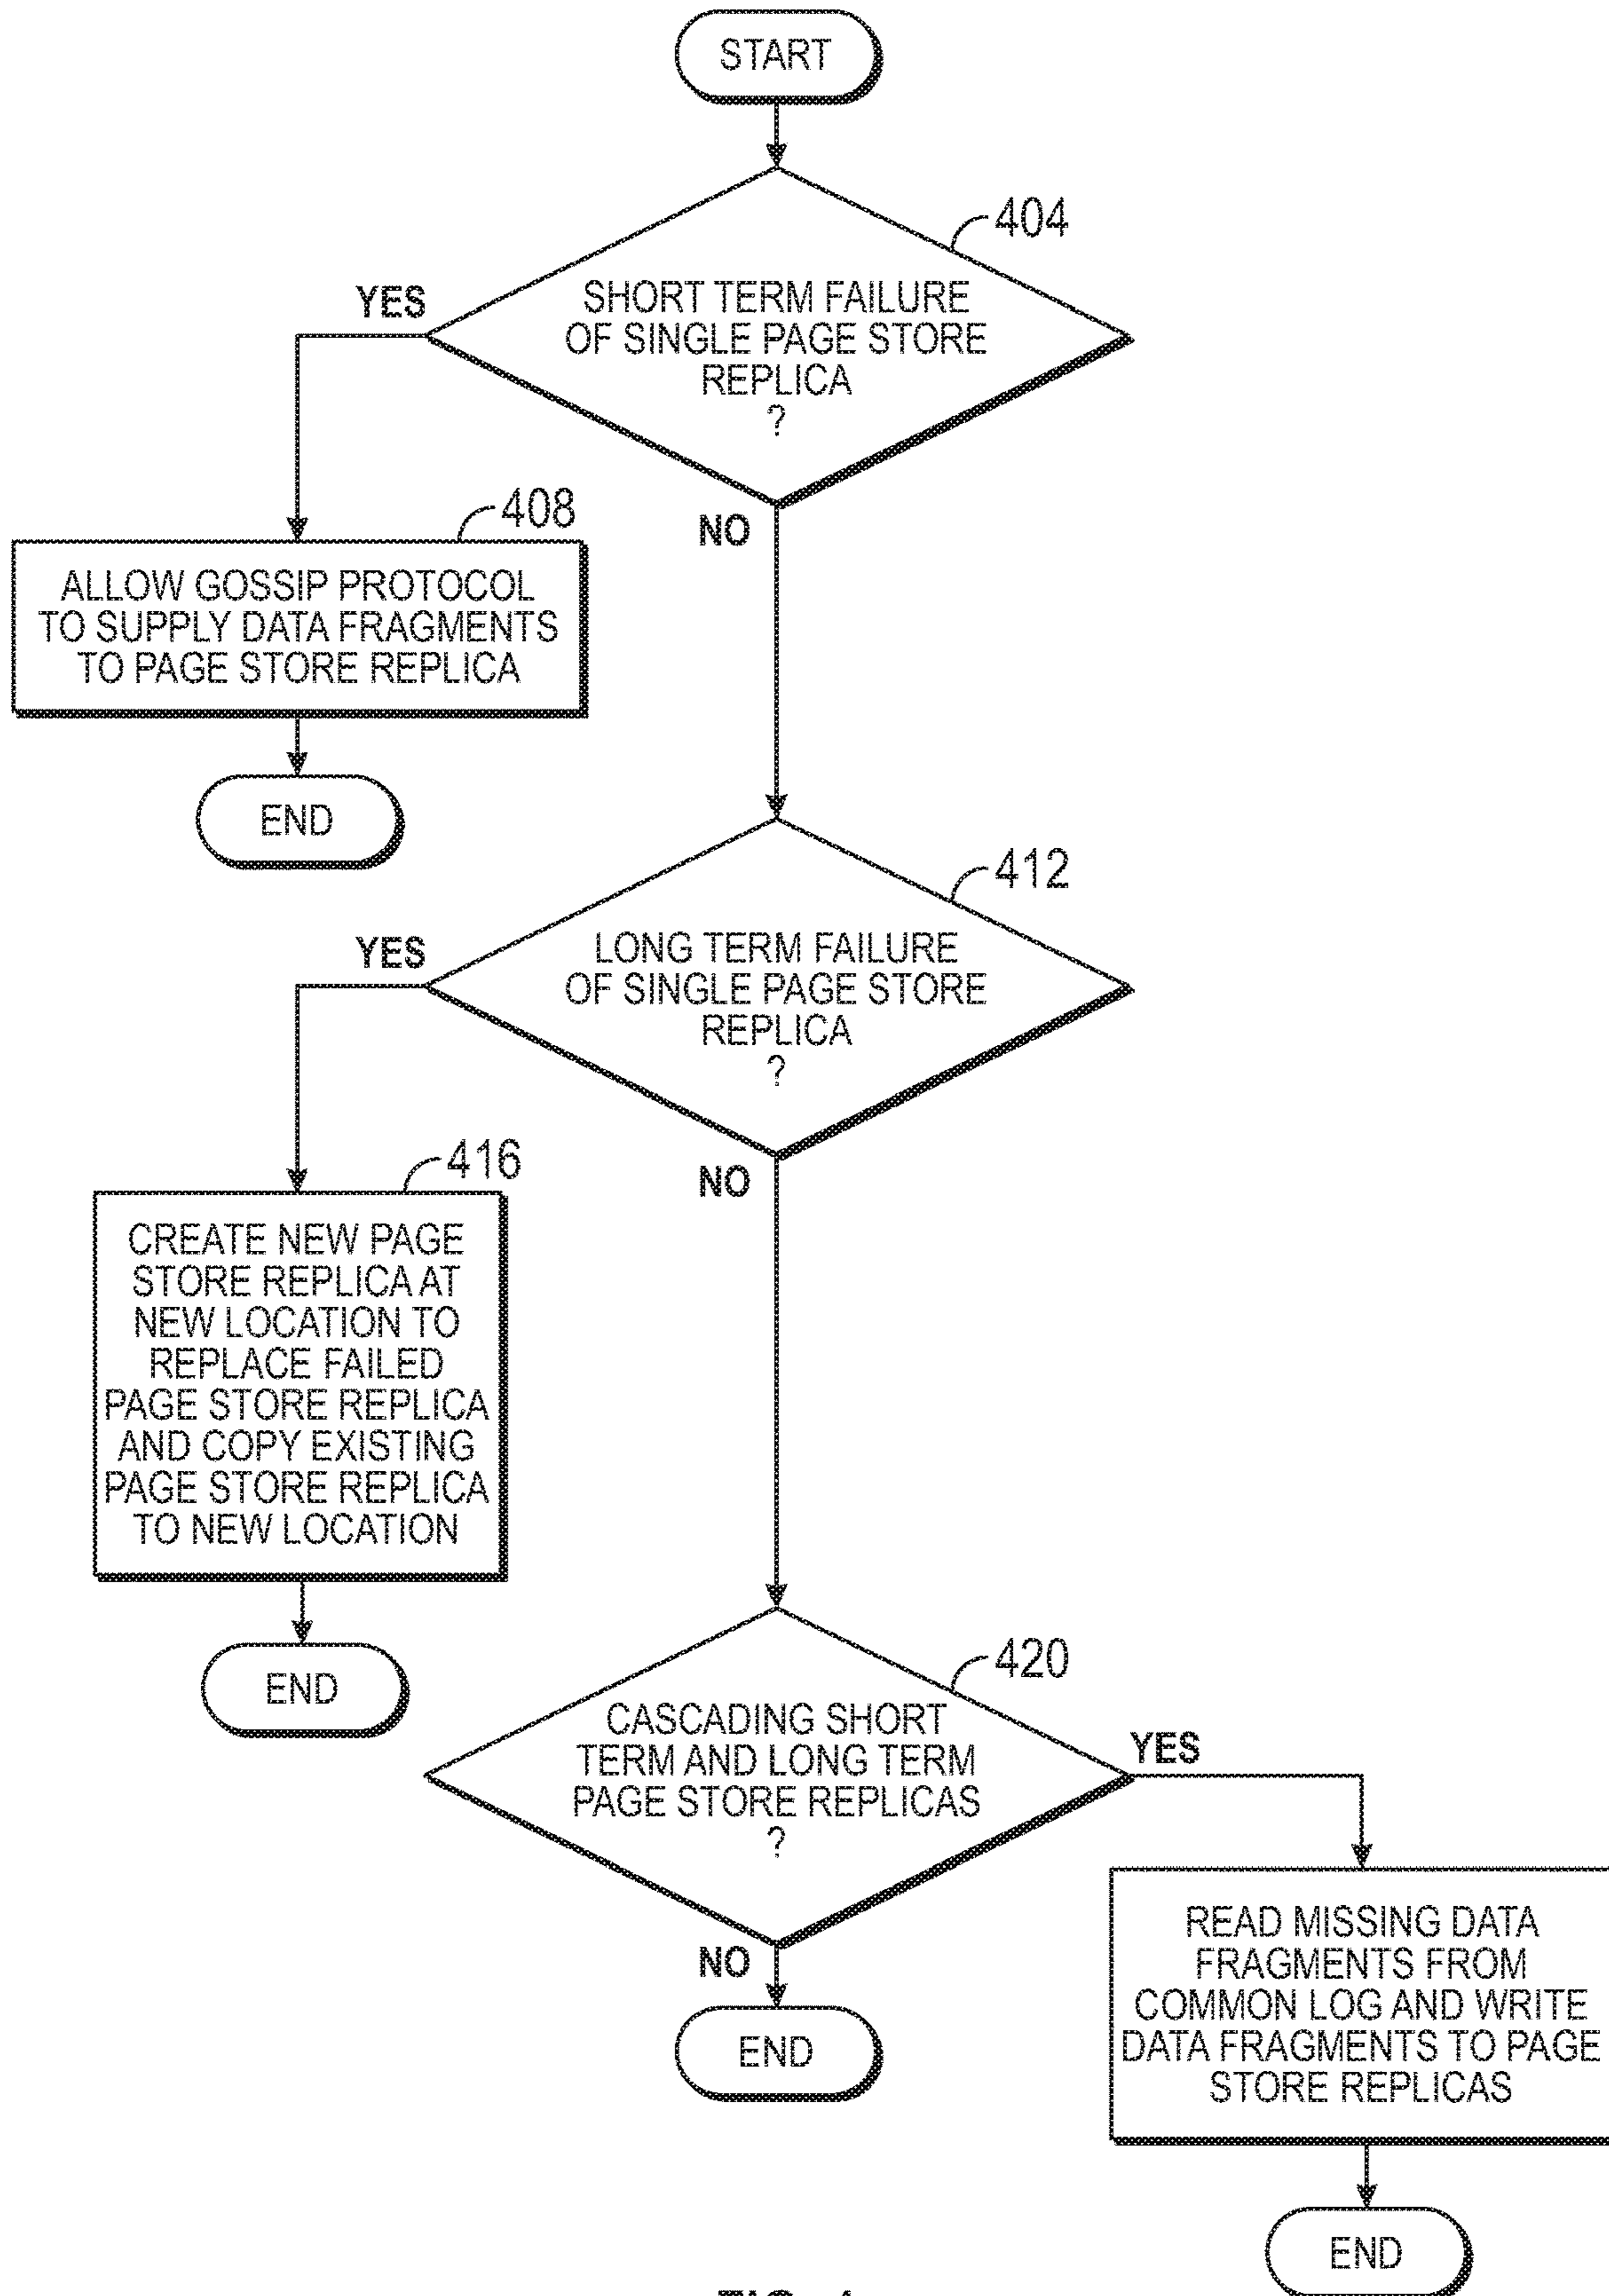 START
404
YES
SHORT TERM FAILURE
OF SINGLE PAGE STORE
REPLICA
?
NO
408
ALLOW GOSSIP PROTOCOL
TO SUPPLY DATA FRAGMENTS
TO PAGE STORE REPLICA
END
412
YES
LONG TERM FAILURE
OF SINGLE PAGE STORE
REPLICA
?
NO
416
CREATE NEW PAGE
STORE REPLICA AT
NEW LOCATION TO
REPLACE FAILED
PAGE STORE REPLICA
AND COPY EXISTING
PAGE STORE REPLICA
TO NEW LOCATION
END
420
CASCADING SHORT
TERM AND LONG TERM
PAGE STORE REPLICAS
?
YES
NO
END
READ MISSING DATA
FRAGMENTS FROM
COMMON LOG AND WRITE
DATA FRAGMENTS TO PAGE
STORE REPLICAS
END